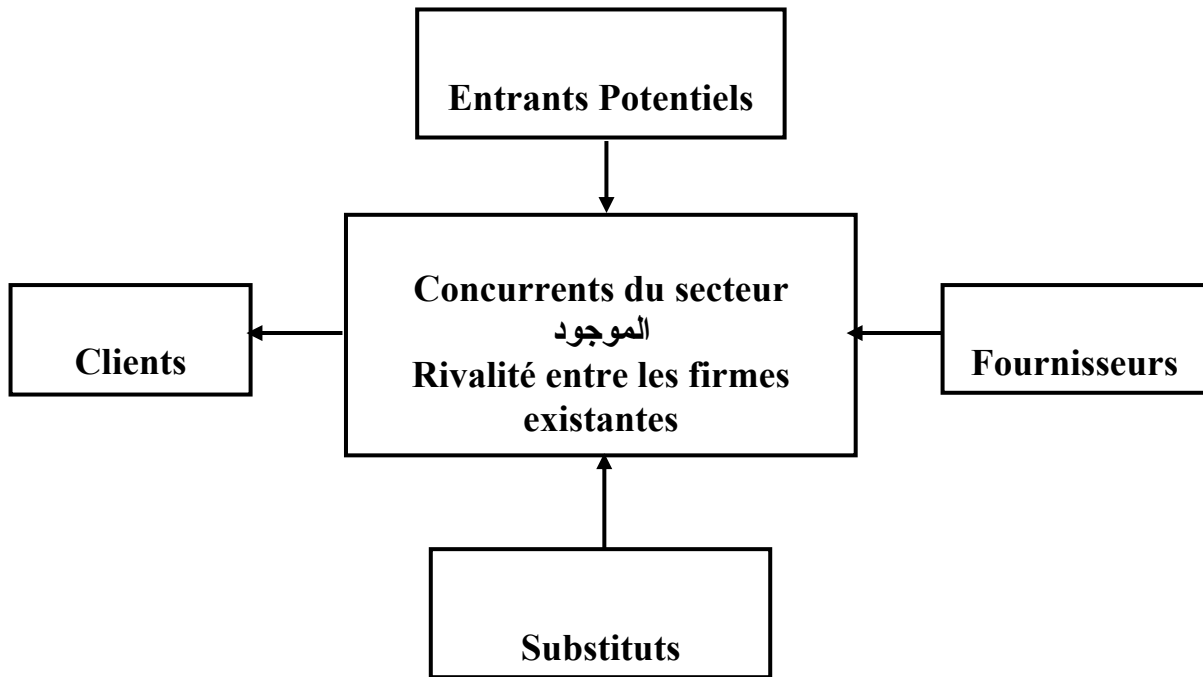 Entrants Potentiels
Concurrents du secteur
الموجود
Rivalité entre les firmes
existantes
Clients
Fournisseurs
Substituts